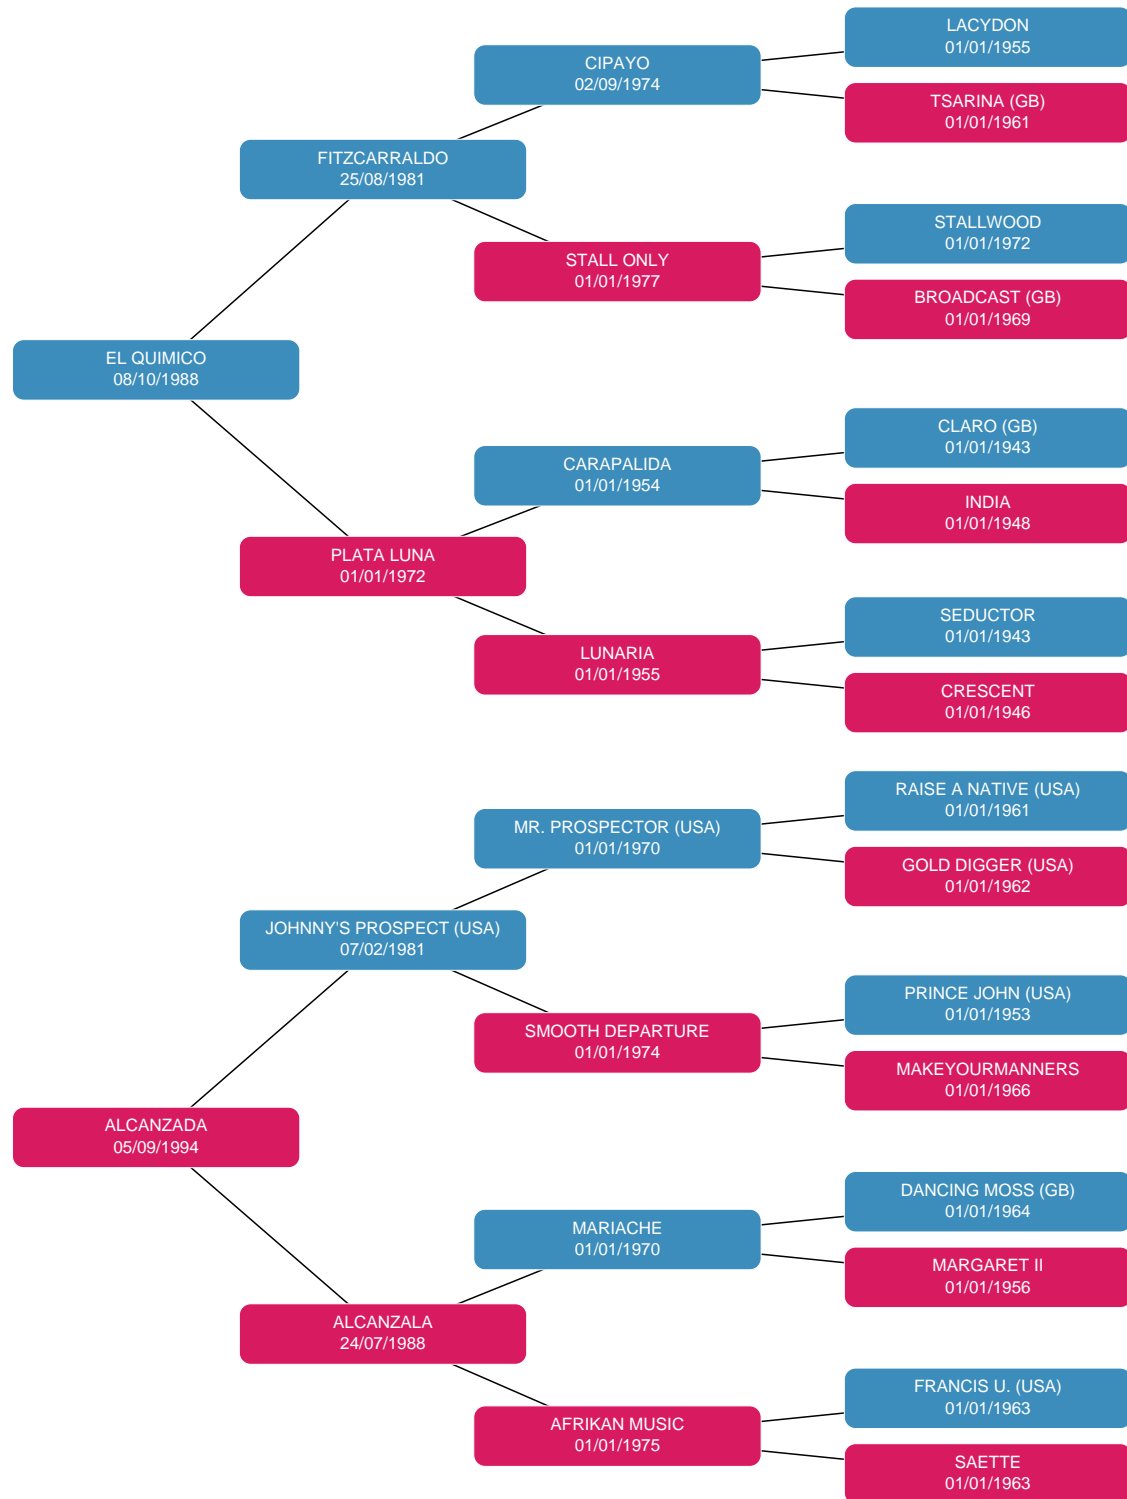 LACYDON
01/01/1955
CIPAYO
02/09/1974
TSARINA (GB)
01/01/1961
FITZCARRALDO
25/08/1981
STALLWOOD
01/01/1972
STALL ONLY
01/01/1977
BROADCAST (GB)
01/01/1969
EL QUIMICO
08/10/1988
CLARO (GB)
01/01/1943
CARAPALIDA
01/01/1954
INDIA
01/01/1948
PLATA LUNA
01/01/1972
SEDUCTOR
01/01/1943
LUNARIA
01/01/1955
CRESCENT
01/01/1946
RAISE A NATIVE (USA)
01/01/1961
MR. PROSPECTOR (USA)
01/01/1970
GOLD DIGGER (USA)
01/01/1962
JOHNNY'S PROSPECT (USA)
07/02/1981
PRINCE JOHN (USA)
01/01/1953
SMOOTH DEPARTURE
01/01/1974
MAKEYOURMANNERS
01/01/1966
ALCANZADA
05/09/1994
DANCING MOSS (GB)
01/01/1964
MARIACHE
01/01/1970
MARGARET II
01/01/1956
ALCANZALA
24/07/1988
FRANCIS U. (USA)
01/01/1963
AFRIKAN MUSIC
01/01/1975
SAETTE
01/01/1963